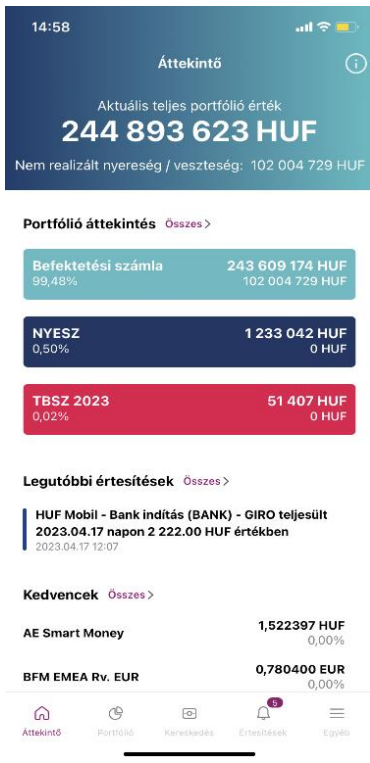 14:58
Áttekintő
Aktuális teljes portfólió érték
244 893 623 HUF
Nem realizált nyereség / veszteség: 102 004 729 HUF
Portfólió áttekintés Összes >
Befektetési számla 243 609 174 HUF
99,48% 102 004 729 HUF
NYESZ 1 233 042 HUF
0,50% 0 HUF
TBSZ 2023 51 407 HUF
0,02% 0 HUF
Legutóbbi értesítések Összes >
HUF Mobil - Bank indítás (BANK) - GIRO teljesült
2023.04.17 napon 2 222.00 HUF értékben
2023.04.17 12:07
Kedvencek Összes >
AE Smart Money 1,522397 HUF
0,00%
BFM EMEA Rv. EUR 0,780400 EUR
0,00%
5
Áttekintő Portfólió Kereskedés Értesítések Egyéb